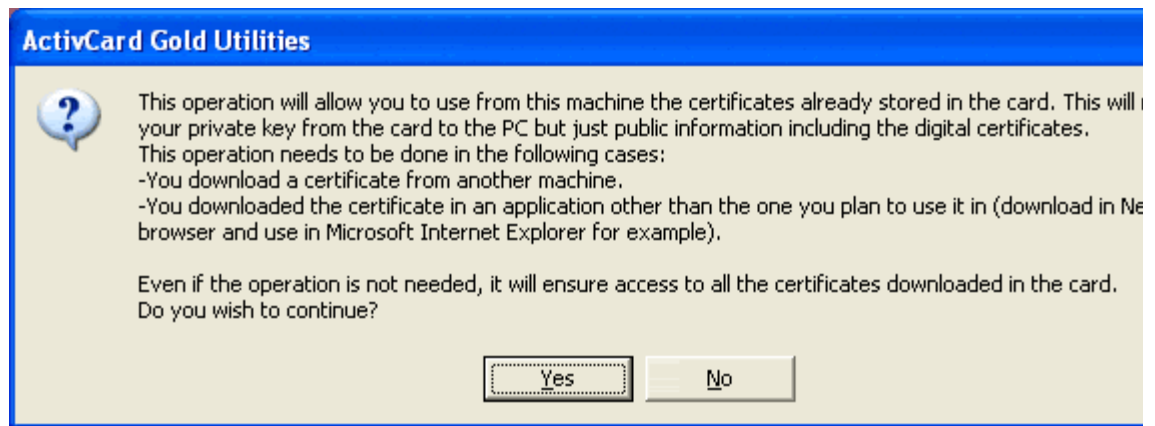 ActivCard Gold Utilities
This operation will allow you to use from this machine the certificates already stored in the card. This will
your private key from the card to the PC but just public information including the digital certificates.
This operation needs to be done in the following cases:
-You download a certificate from another machine.
-You downloaded the certificate in an application other than the one you plan to use it in (download in Ne
browser and use in Microsoft Internet Explorer for example).
Even if the operation is not needed, it will ensure access to all the certificates downloaded in the card.
Do you wish to continue?
Yes No